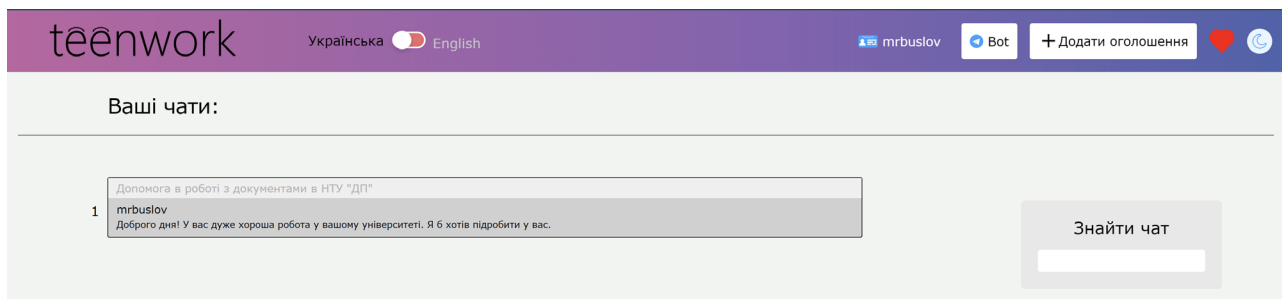 têênwork
Українська English
mrbuslov
Bot
+ Додати оголошення
Ваші чати:
Допомога в роботі з документами в НТУ "ДП"
1
mrbuslov
Доброго дня! У вас дуже хороша робота у вашому університеті. Я б хотів підробити у вас.
Знайти чат